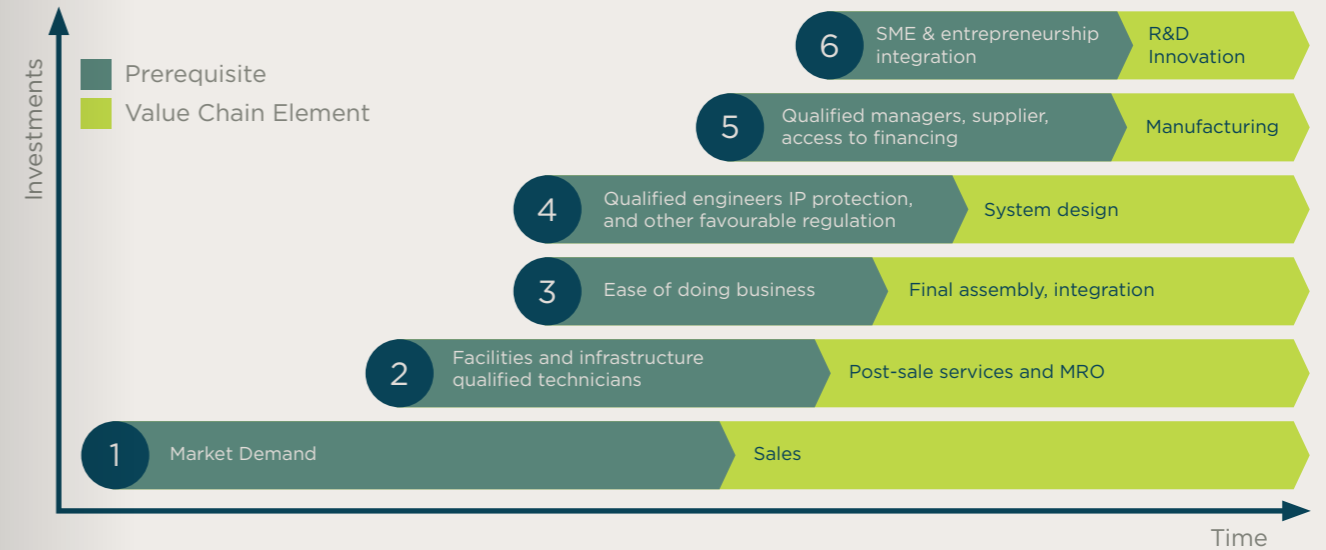 Investments
Prerequisite
Value Chain Element
6
SME & entrepreneurship
integration
R&D
Innovation
5
Qualified managers, supplier,
access to financing
Manufacturing
4
Qualified engineers IP protection,
and other favourable regulation
System design
3
Ease of doing business
Final assembly, integration
2
Facilities and infrastructure
qualified technicians
Post-sale services and MRO
1
Market Demand
Sales
Time